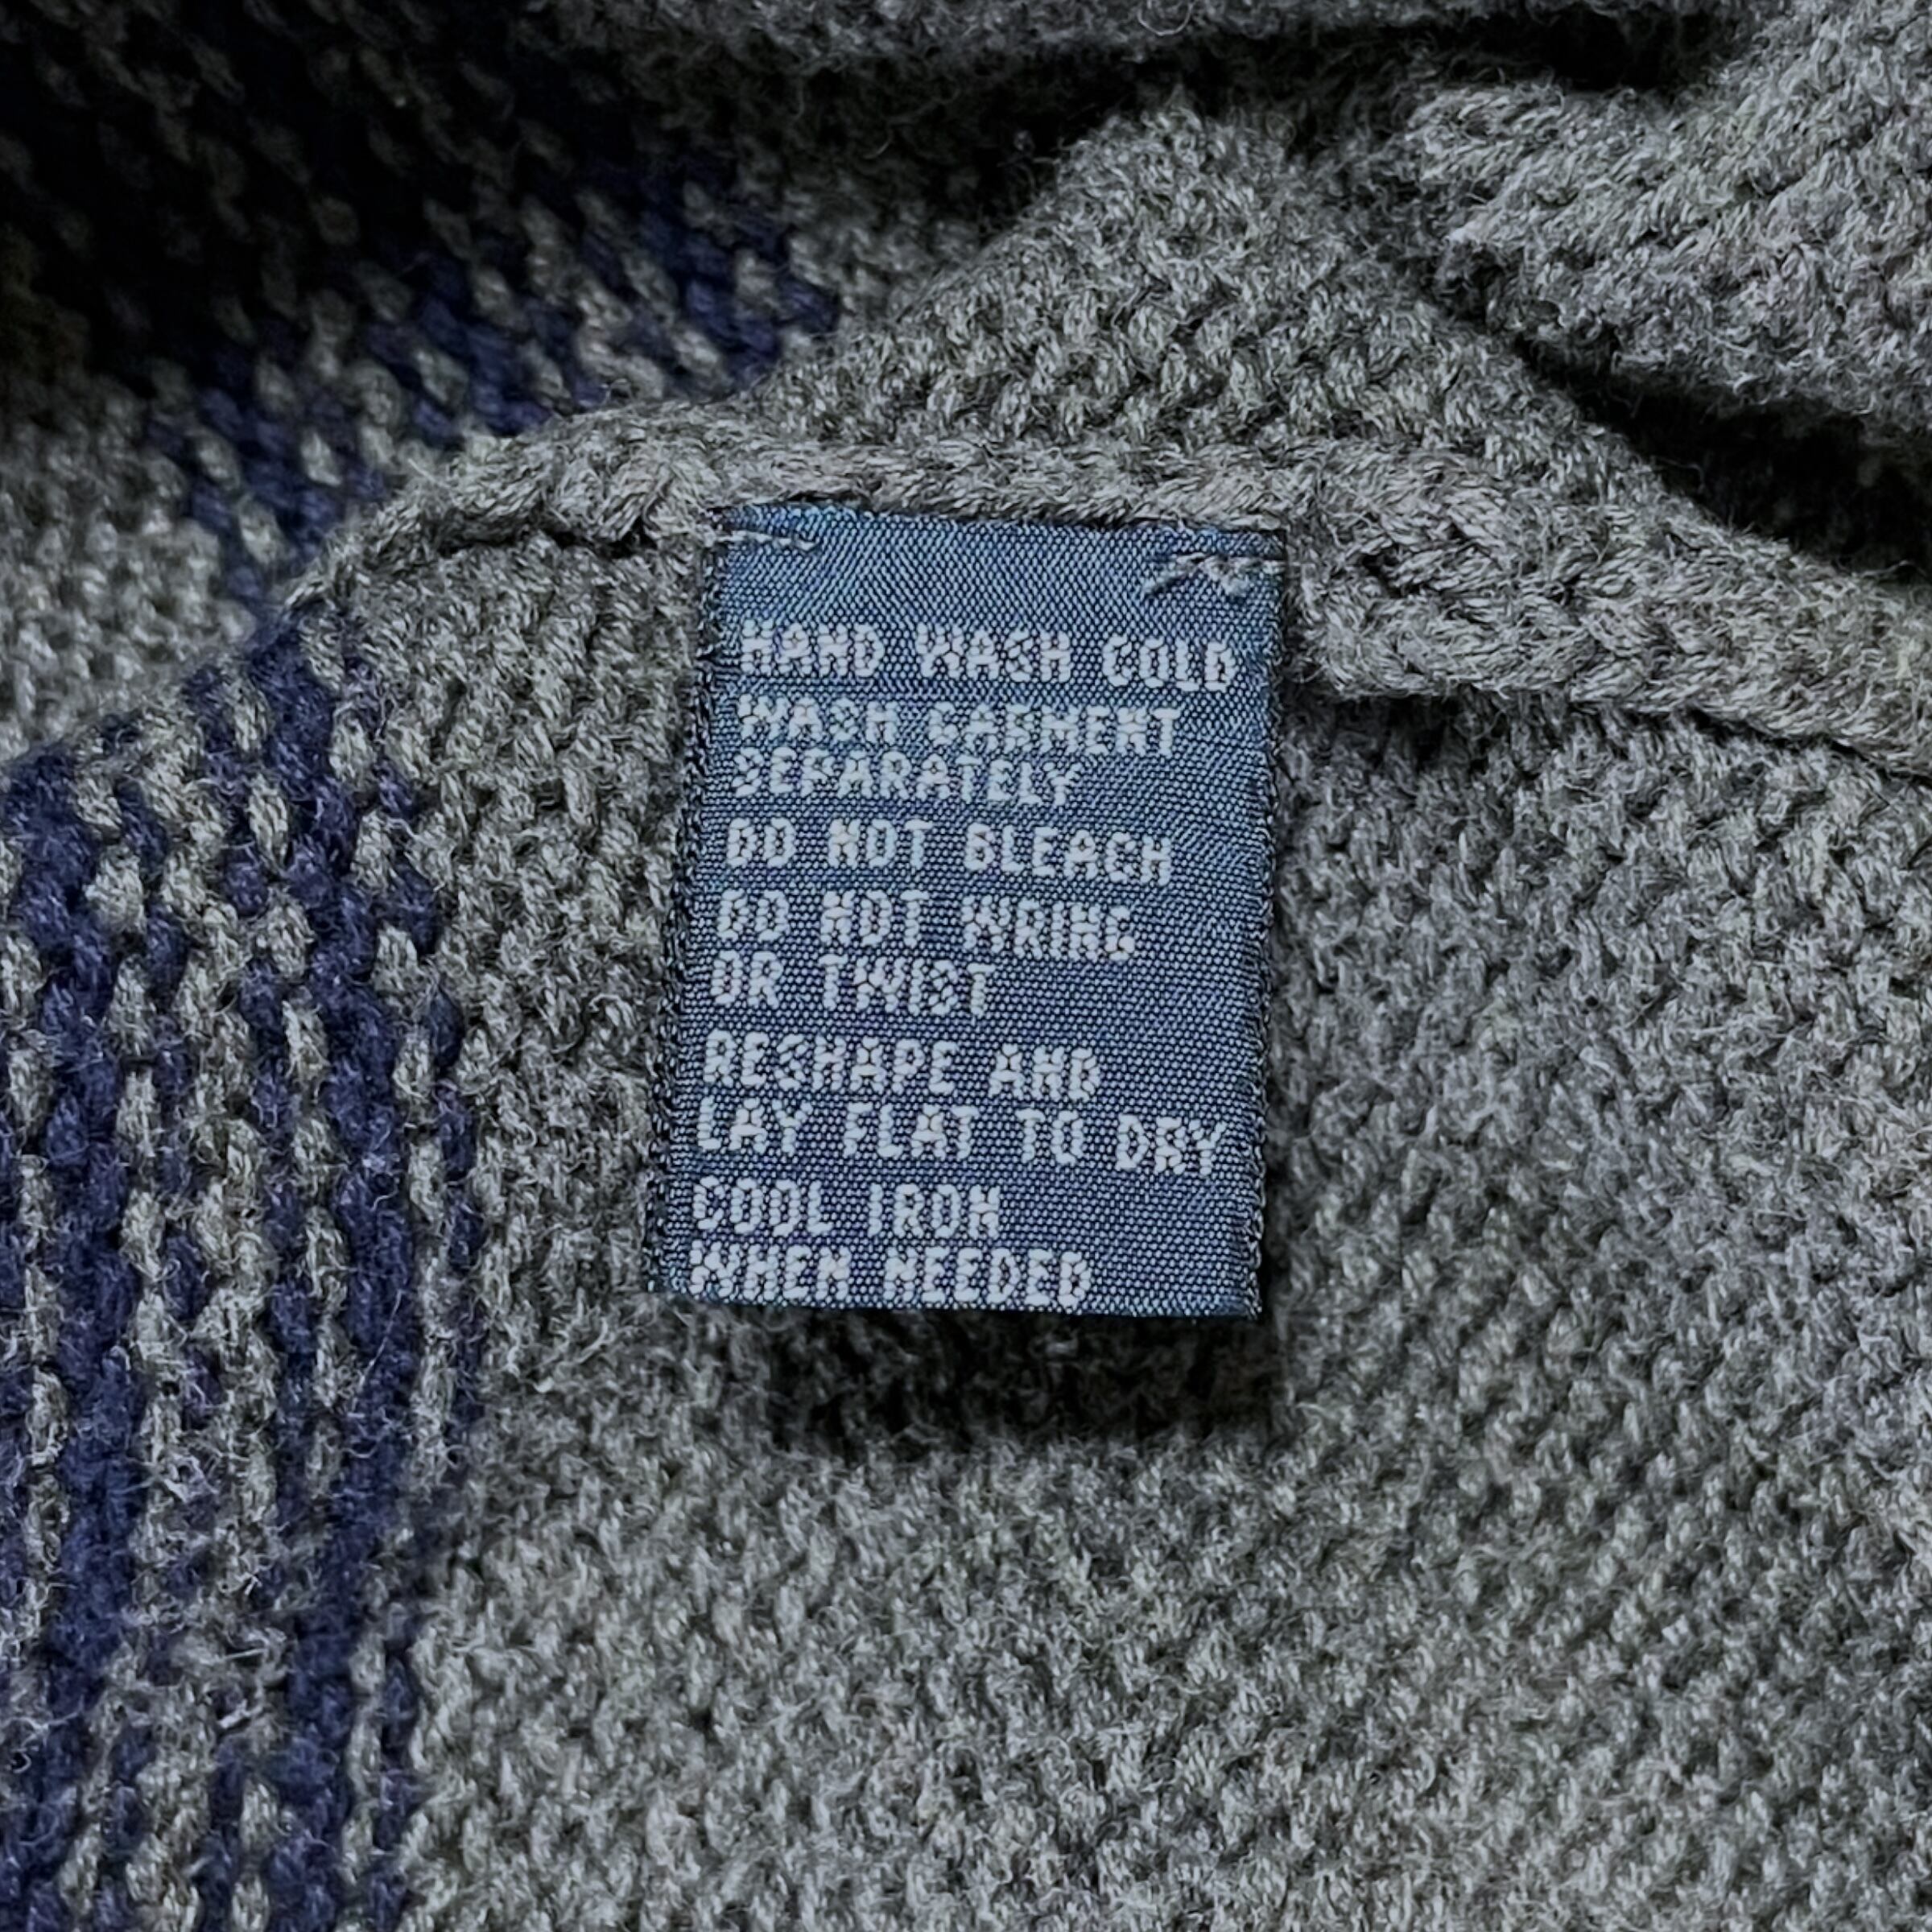 HAND WASH COLD
WASH GARMENT
SEPARATELY
DO NOT BLEACH
DO NOT WRING
OR TWIST
RESHAPE AND
LAY FLAT TO DRY
COOL IRON
WHEN NEEDED